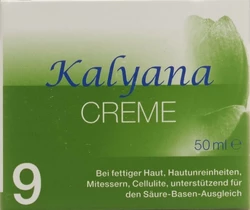 Kalyana
CREME
50 ml ℮
9
Bei fettiger Haut, Hautunreinheiten,
Mitessern, Cellulite, unterstützend für
den Säure-Basen-Ausgleich